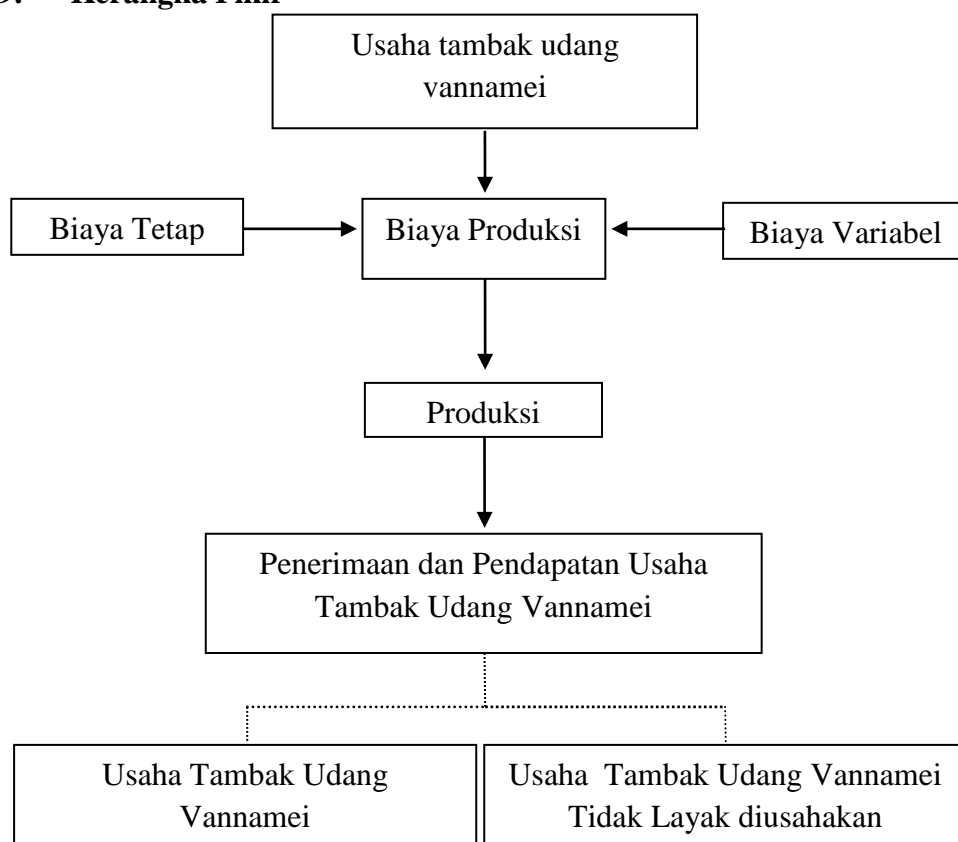 Kerangka Pikir
Usaha tambak udang
vannamei
Biaya Tetap
Biaya Produksi
Biaya Variabel
Produksi
Penerimaan dan Pendapatan Usaha
Tambak Udang Vannamei
Usaha Tambak Udang
Vannamei
Usaha Tambak Udang Vannamei
Tidak Layak diusahakan